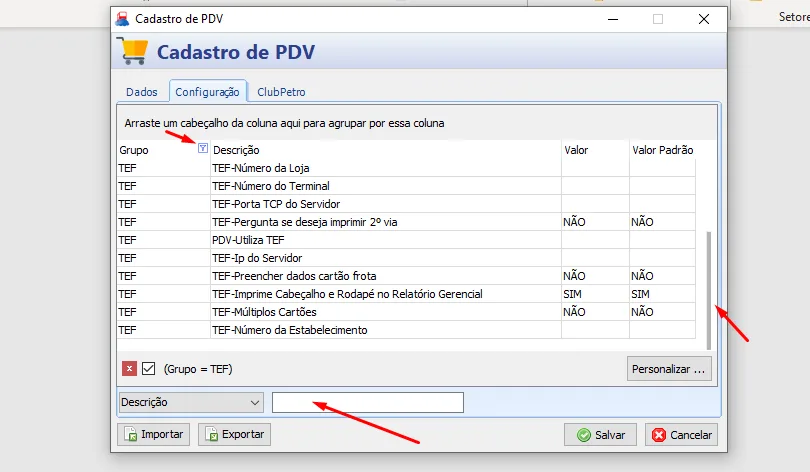 Setore
Cadastro de PDV
Cadastro de PDV
Dados Configuração ClubPetro
Arraste um cabeçalho da coluna aqui para agrupar por essa coluna
Grupo Descrição Valor Valor Padrão
TEF TEF-Número da Loja
TEF TEF-Número do Terminal
TEF TEF-Porta TCP do Servidor
TEF TEF-Pergunta se deseja imprimir 2º via NÃO NÃO
TEF PDV-Utiliza TEF
TEF TEF-Ip do Servidor
TEF TEF-Preencher dados cartão frota NÃO NÃO
TEF TEF-Imprime Cabeçalho e Rodapé no Relatório Gerencial SIM SIM
TEF TEF-Múltiplos Cartões NÃO NÃO
TEF TEF-Número da Estabelecimento
(Grupo = TEF) Personalizar ...
Descrição
Importar Exportar Salvar Cancelar